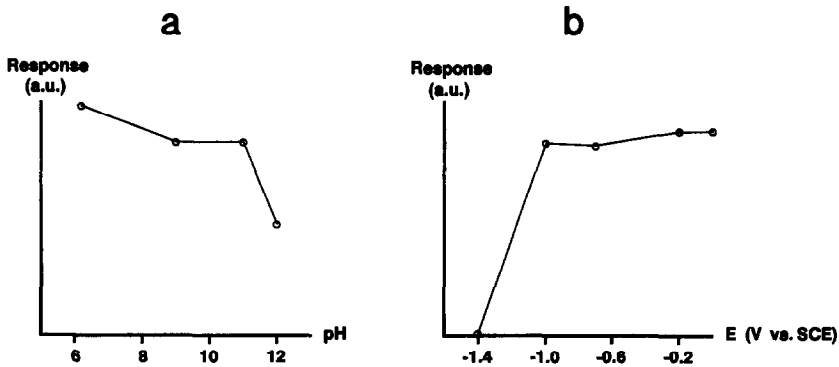 a
Response
(a.u.)
6 8 10 12
pH
b
Response
(a.u.)
-1.4 -1.0 -0.6 -0.2
E (V vs. SCE)